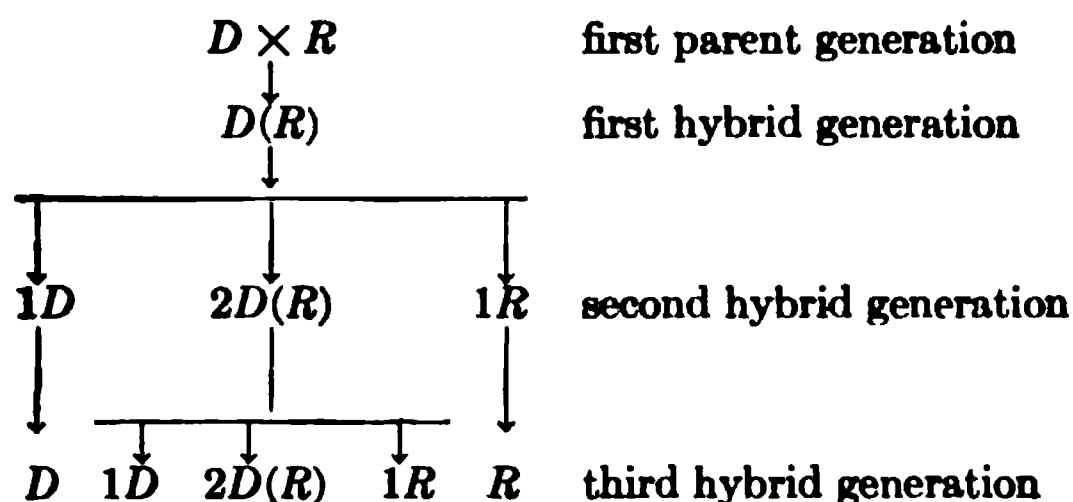 D × R first parent generation
D(R) first hybrid generation
1D 2D(R) 1R second hybrid generation
D 1D 2D(R) 1R R third hybrid generation